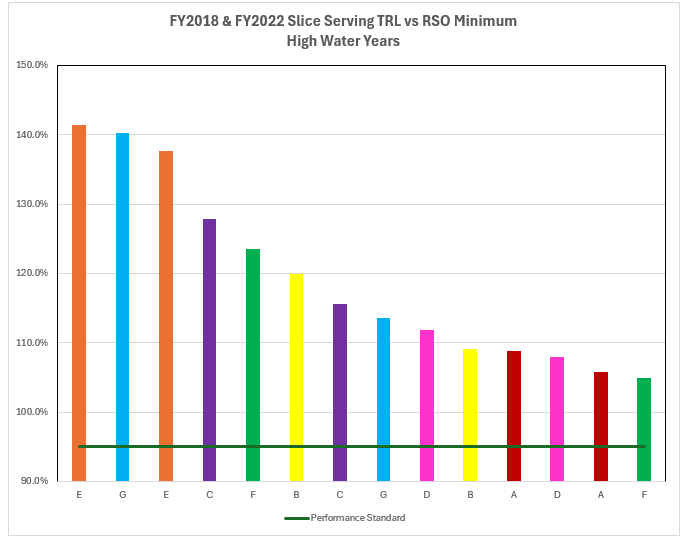 FY2018 & FY2022 Slice Serving TRL vs RSO Minimum
High Water Years
150.0%
140.0%
130.0%
120.0%
110.0%
100.0%
90.0%
E G E C F B C G D B A D A F
Performance Standard